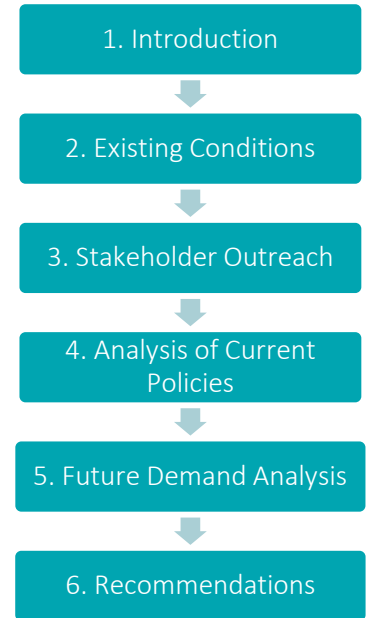 1. Introduction
2. Existing Conditions
3. Stakeholder Outreach
4. Analysis of Current
Policies
5. Future Demand Analysis
6. Recommendations